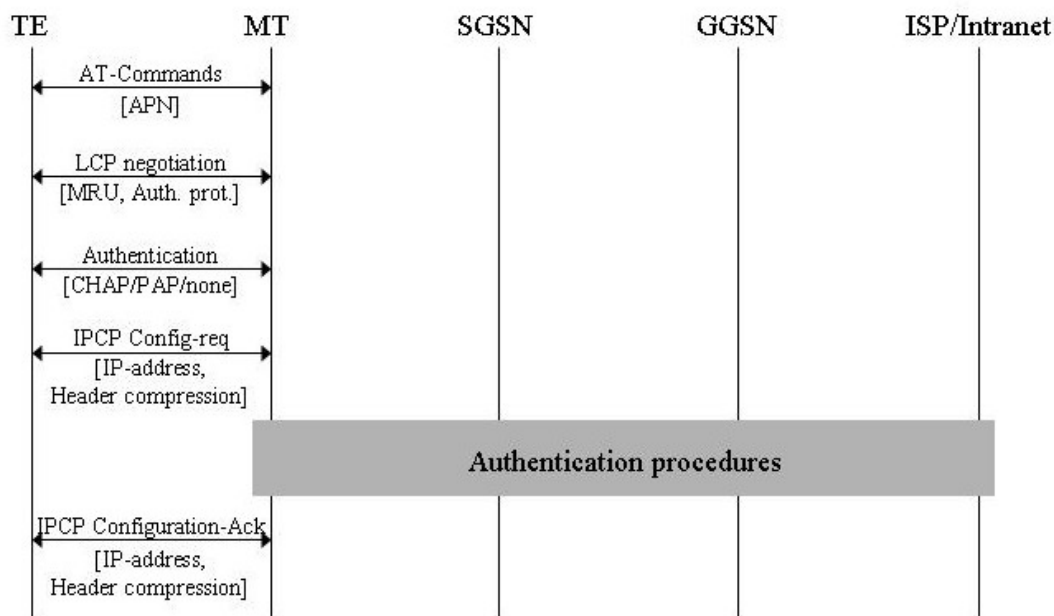 TE MT SGSN GGSN ISP/Intranet
AT-Commands
[APN]
LCP negotiation
[MRU, Auth. prot.]
Authentication
[CHAP/PAP/none]
IPCP Config-req
[IP-address,
Header compression]
Authentication procedures
IPCP Configuration-Ack
[IP-address,
Header compression]